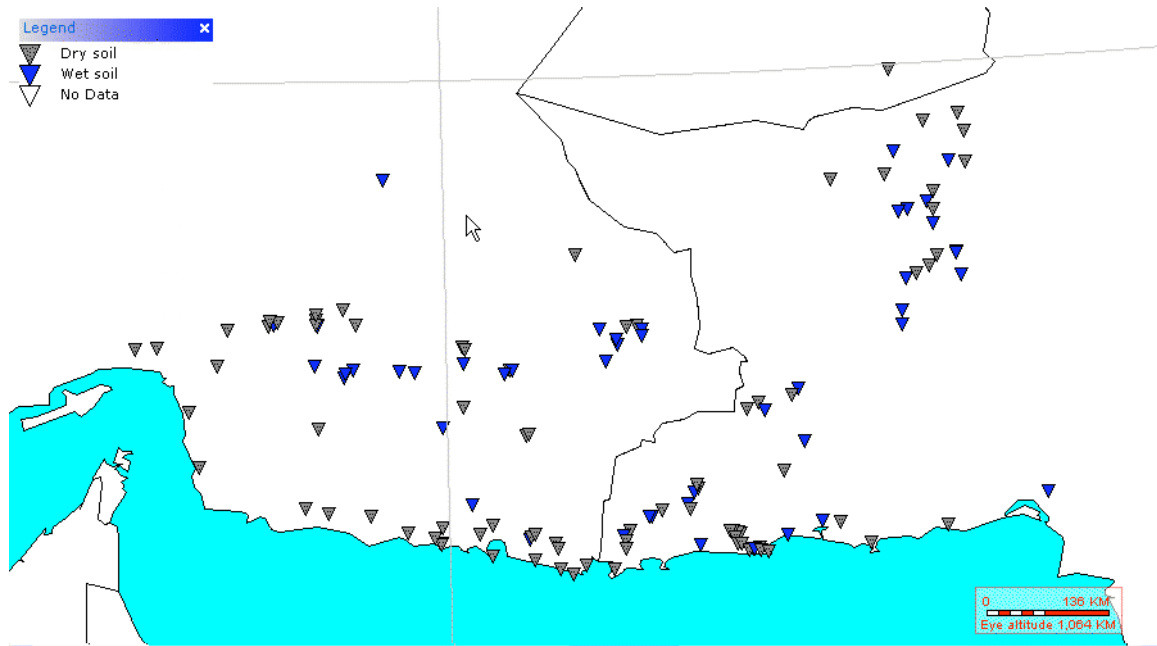 Legend
Dry soil
Wet soil
No Data
0 136 KM
Eye altitude 1,064 KM